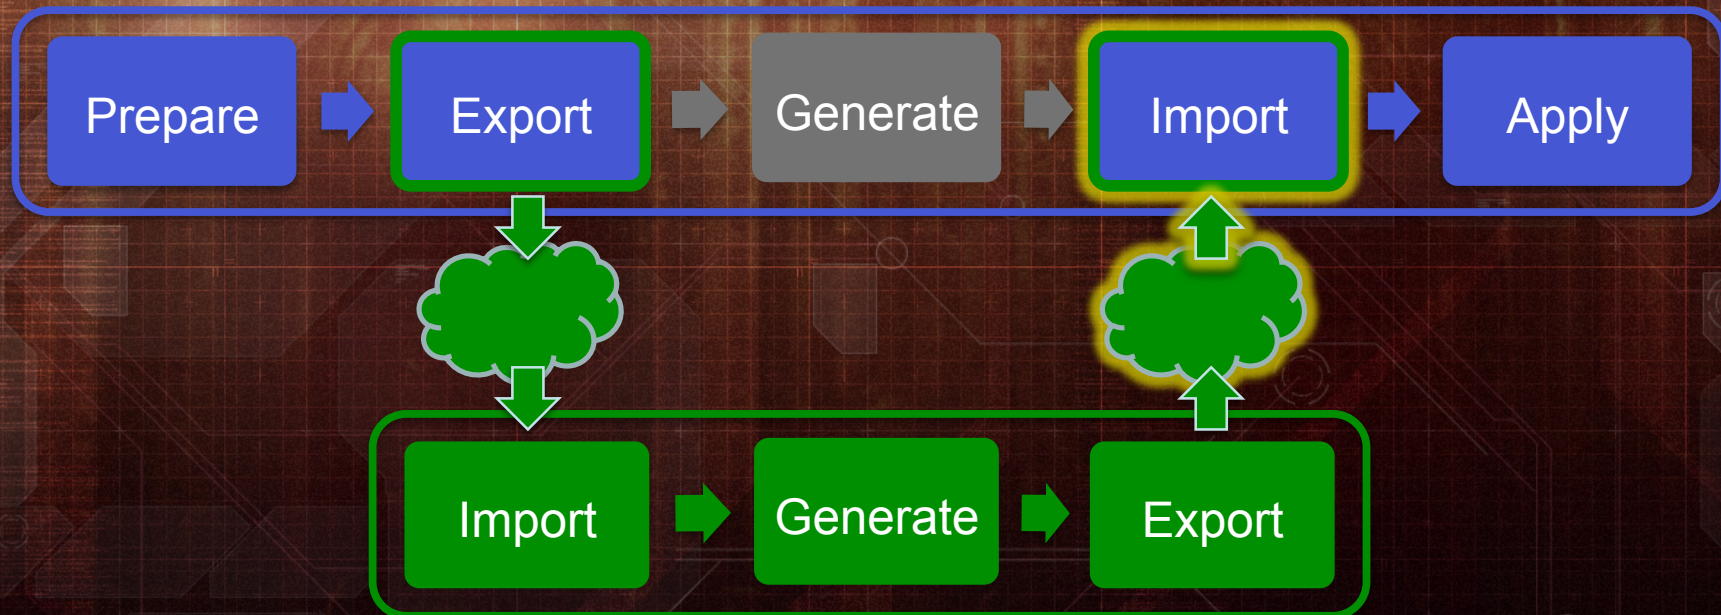 Prepare
Export
Generate
Import
Apply
Import
Generate
Export